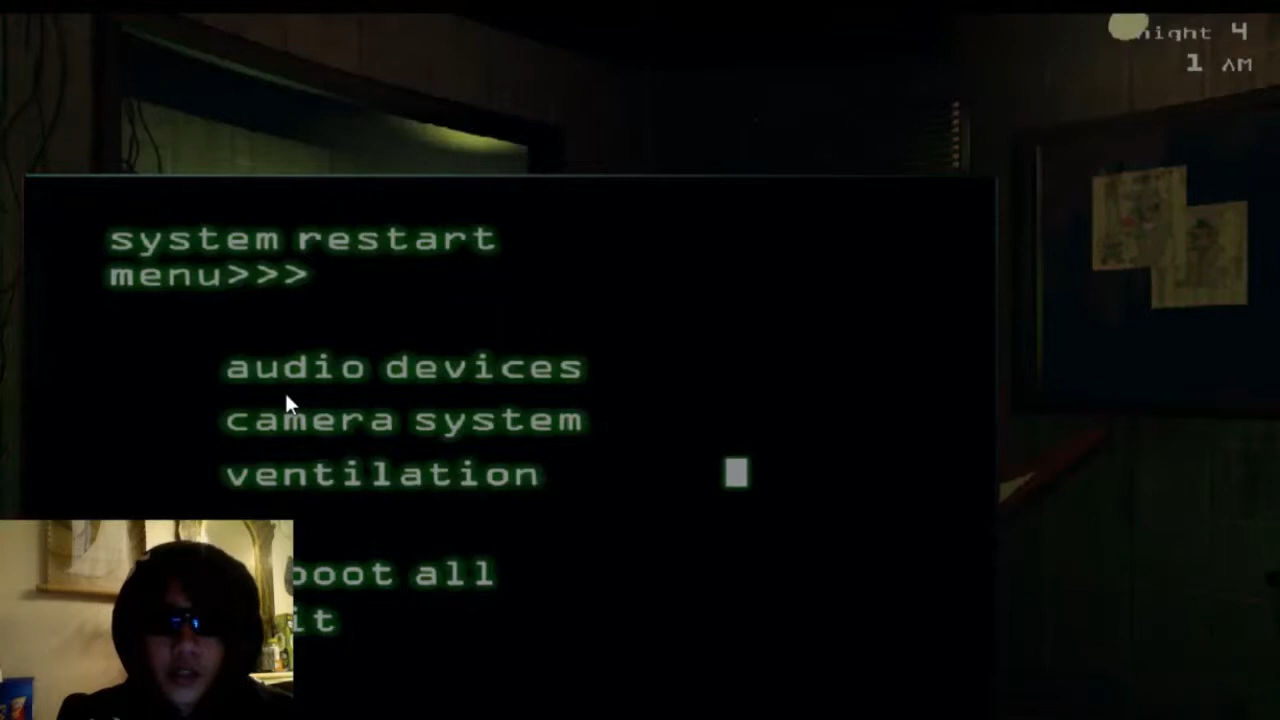 night 4
1 AM
system restart
menu>>>
audio devices
camera system
ventilation
boot all
it